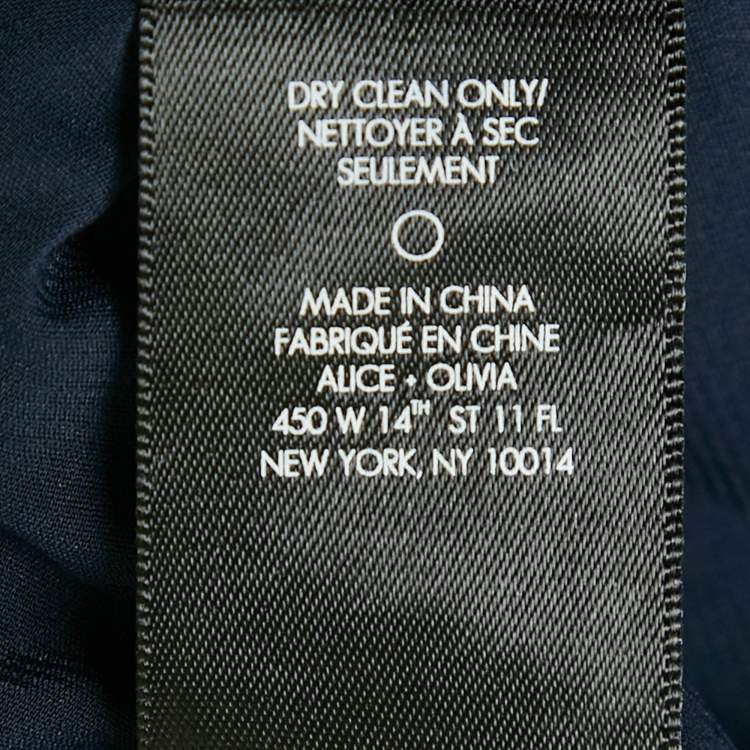 DRY CLEAN ONLY/
NETTOYER À SEC
SEULEMENT
MADE IN CHINA
FABRIQUÉ EN CHINE
ALICE + OLIVIA
450 W 14TH ST 11 FL
NEW YORK, NY 10014